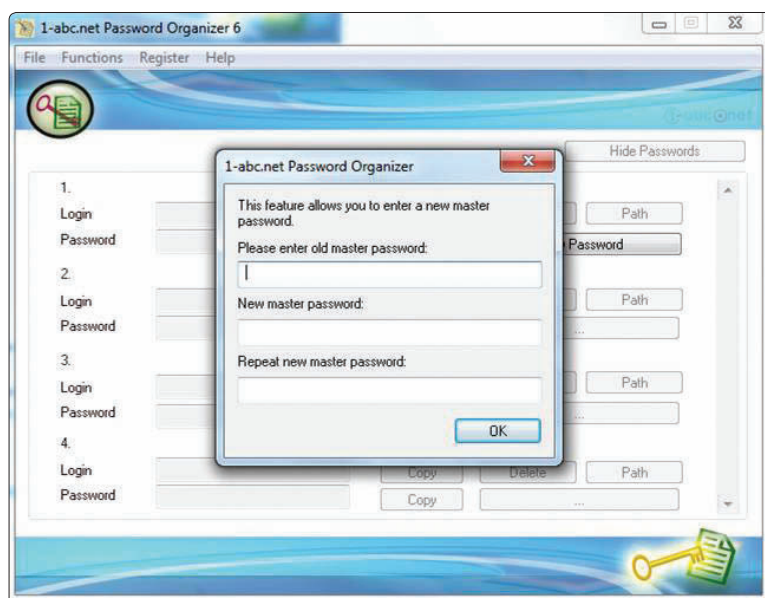 1-abc.net Password Organizer 6
File Functions Register Help
Hide Passwords
1-abc.net Password Organizer
This feature allows you to enter a new master
password.
Please enter old master password:
New master password:
Repeat new master password:
OK
1.
Login
Path
Password
Password
2.
Login
Path
Password
...
3.
Login
Path
Password
...
4.
Login
Copy
Delete
Path
Password
Copy
...